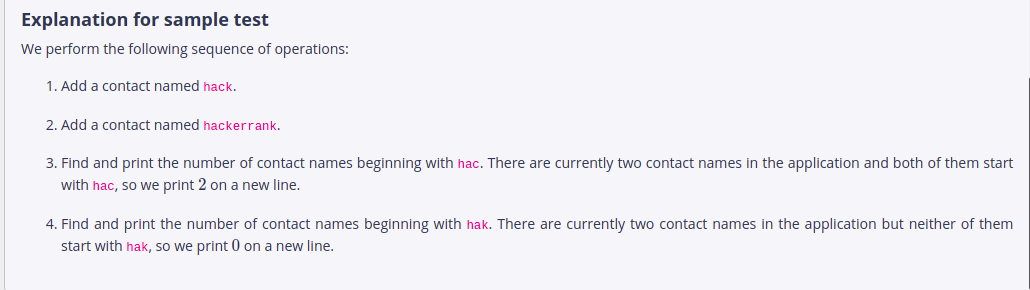 Explanation for sample test
We perform the following sequence of operations:
1. Add a contact named hack.
2. Add a contact named hackerrank.
3. Find and print the number of contact names beginning with hac. There are currently two contact names in the application and both of them start
with hac, so we print 2 on a new line.
4. Find and print the number of contact names beginning with hak. There are currently two contact names in the application but neither of them
start with hak, so we print 0 on a new line.